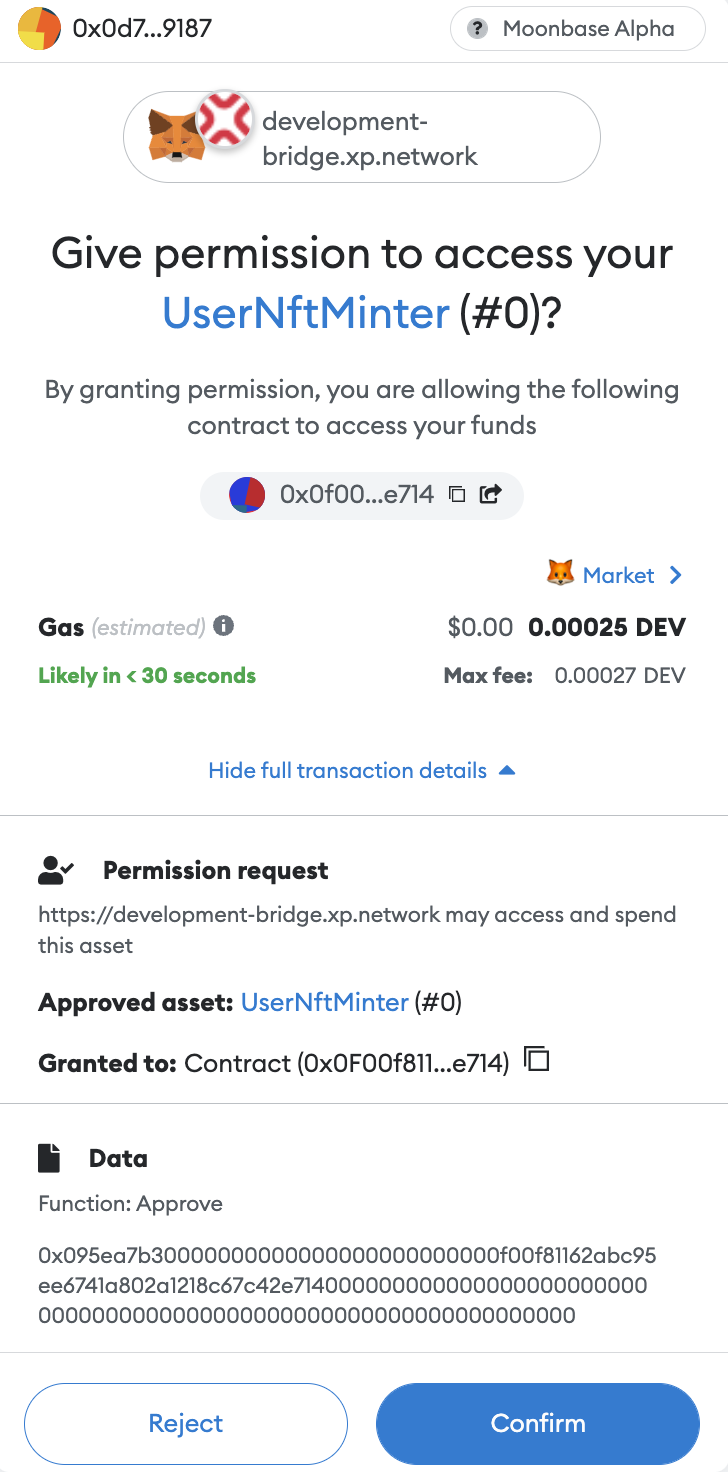 0x0d7...9187
? Moonbase Alpha
development-
bridge.xp.network
Give permission to access your
UserNftMinter (#0)?
By granting permission, you are allowing the following
contract to access your funds
0x0f00...e714
Market
Gas (estimated) $0.00 0.00025 DEV
Likely in < 30 seconds Max fee: 0.00027 DEV
Hide full transaction details
Permission request
https://development-bridge.xp.network may access and spend
this asset
Approved asset: UserNftMinter (#0)
Granted to: Contract (0x0F00f811...e714)
Data
Function: Approve
0x095ea7b30000000000000000000000000f00f81162abc95
ee6741a802a1218c67c42e714000000000000000000000000
0000000000000000000000000000000000000000
Reject
Confirm